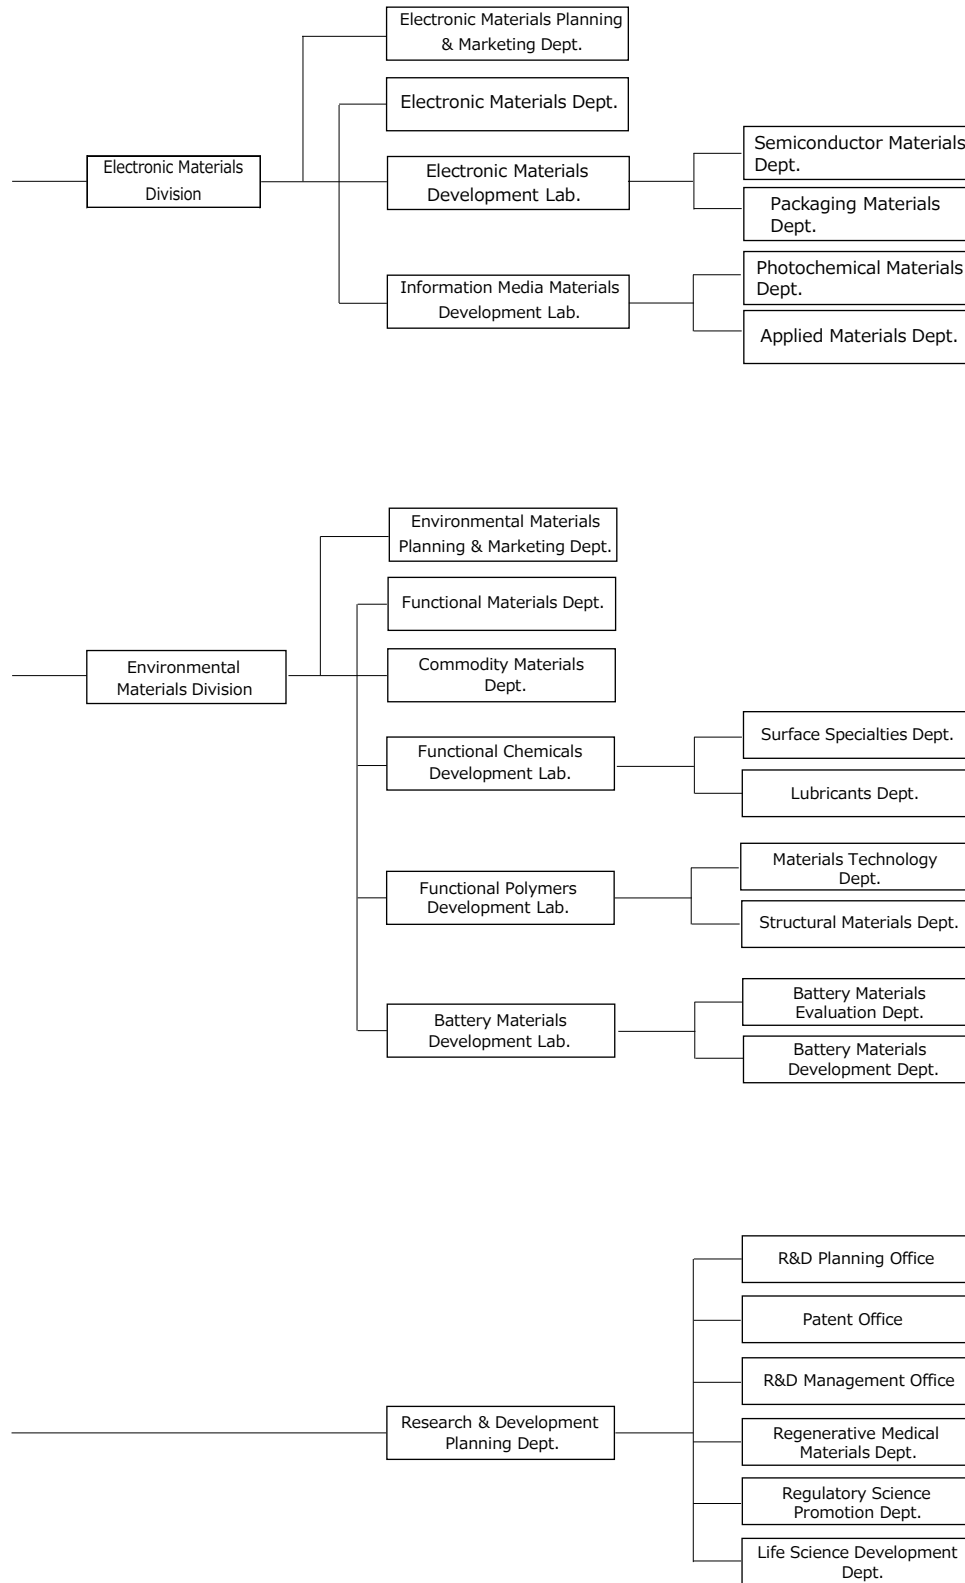 Electronic Materials Planning
& Marketing Dept.
Electronic Materials Dept.
Electronic Materials
Division
Electronic Materials
Development Lab.
Semiconductor Materials
Dept.
Packaging Materials
Dept.
Information Media Materials
Development Lab.
Photochemical Materials
Dept.
Applied Materials Dept.
Environmental Materials
Planning & Marketing Dept.
Functional Materials Dept.
Environmental
Materials Division
Commodity Materials
Dept.
Functional Chemicals
Development Lab.
Surface Specialties Dept.
Lubricants Dept.
Functional Polymers
Development Lab.
Materials Technology
Dept.
Structural Materials Dept.
Battery Materials
Development Lab.
Battery Materials
Evaluation Dept.
Battery Materials
Development Dept.
Research & Development
Planning Dept.
R&D Planning Office
Patent Office
R&D Management Office
Regenerative Medical
Materials Dept.
Regulatory Science
Promotion Dept.
Life Science Development
Dept.